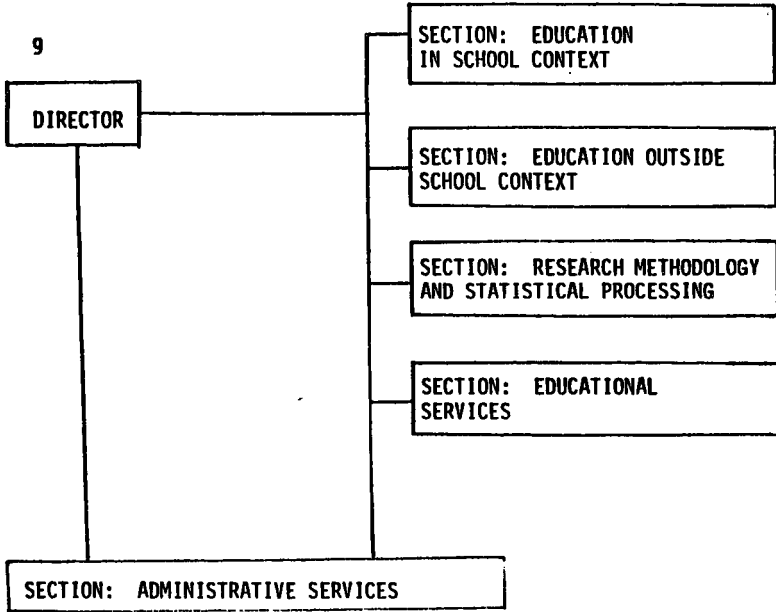 9
DIRECTOR
SECTION: EDUCATION
IN SCHOOL CONTEXT
SECTION: EDUCATION OUTSIDE
SCHOOL CONTEXT
SECTION: RESEARCH METHODOLOGY
AND STATISTICAL PROCESSING
SECTION: EDUCATIONAL
SERVICES
SECTION: ADMINISTRATIVE SERVICES